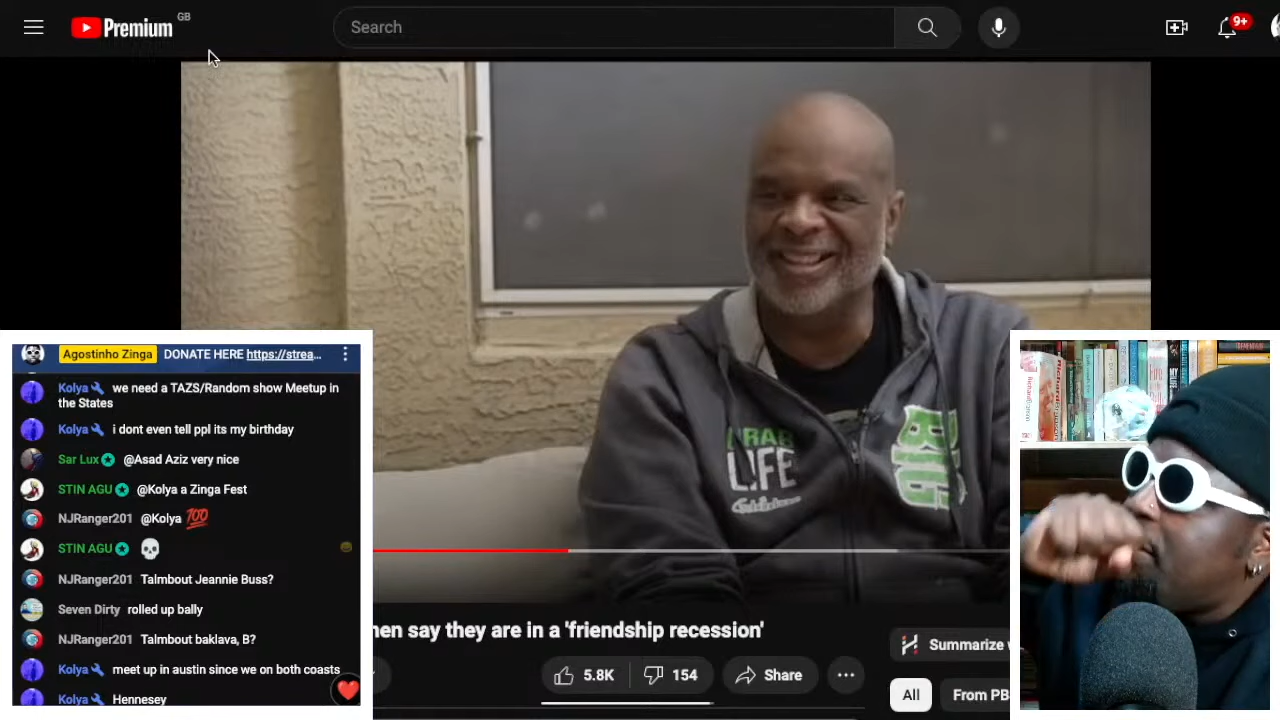 Premium
GB
Search
9+
LIFE
Agostinho Zinga DONATE HERE https://strea...
Kolya we need a TAZS/Random show Meetup in
the States
Kolya i dont even tell ppl its my birthday
Sar Lux @Asad Aziz very nice
STIN AGU @Kolya a Zinga Fest
NJRanger201 @Kolya 💯
STIN AGU 💀
NJRanger201 Talmbout Jeannie Buss?
Seven Dirty rolled up bally
NJRanger201 Talmbout baklava, B?
Kolya meet up in austin since we on both coasts
Kolya Hennesey
men say they are in a 'friendship recession'
5.8K
154
Share
Summarize
All
From PB